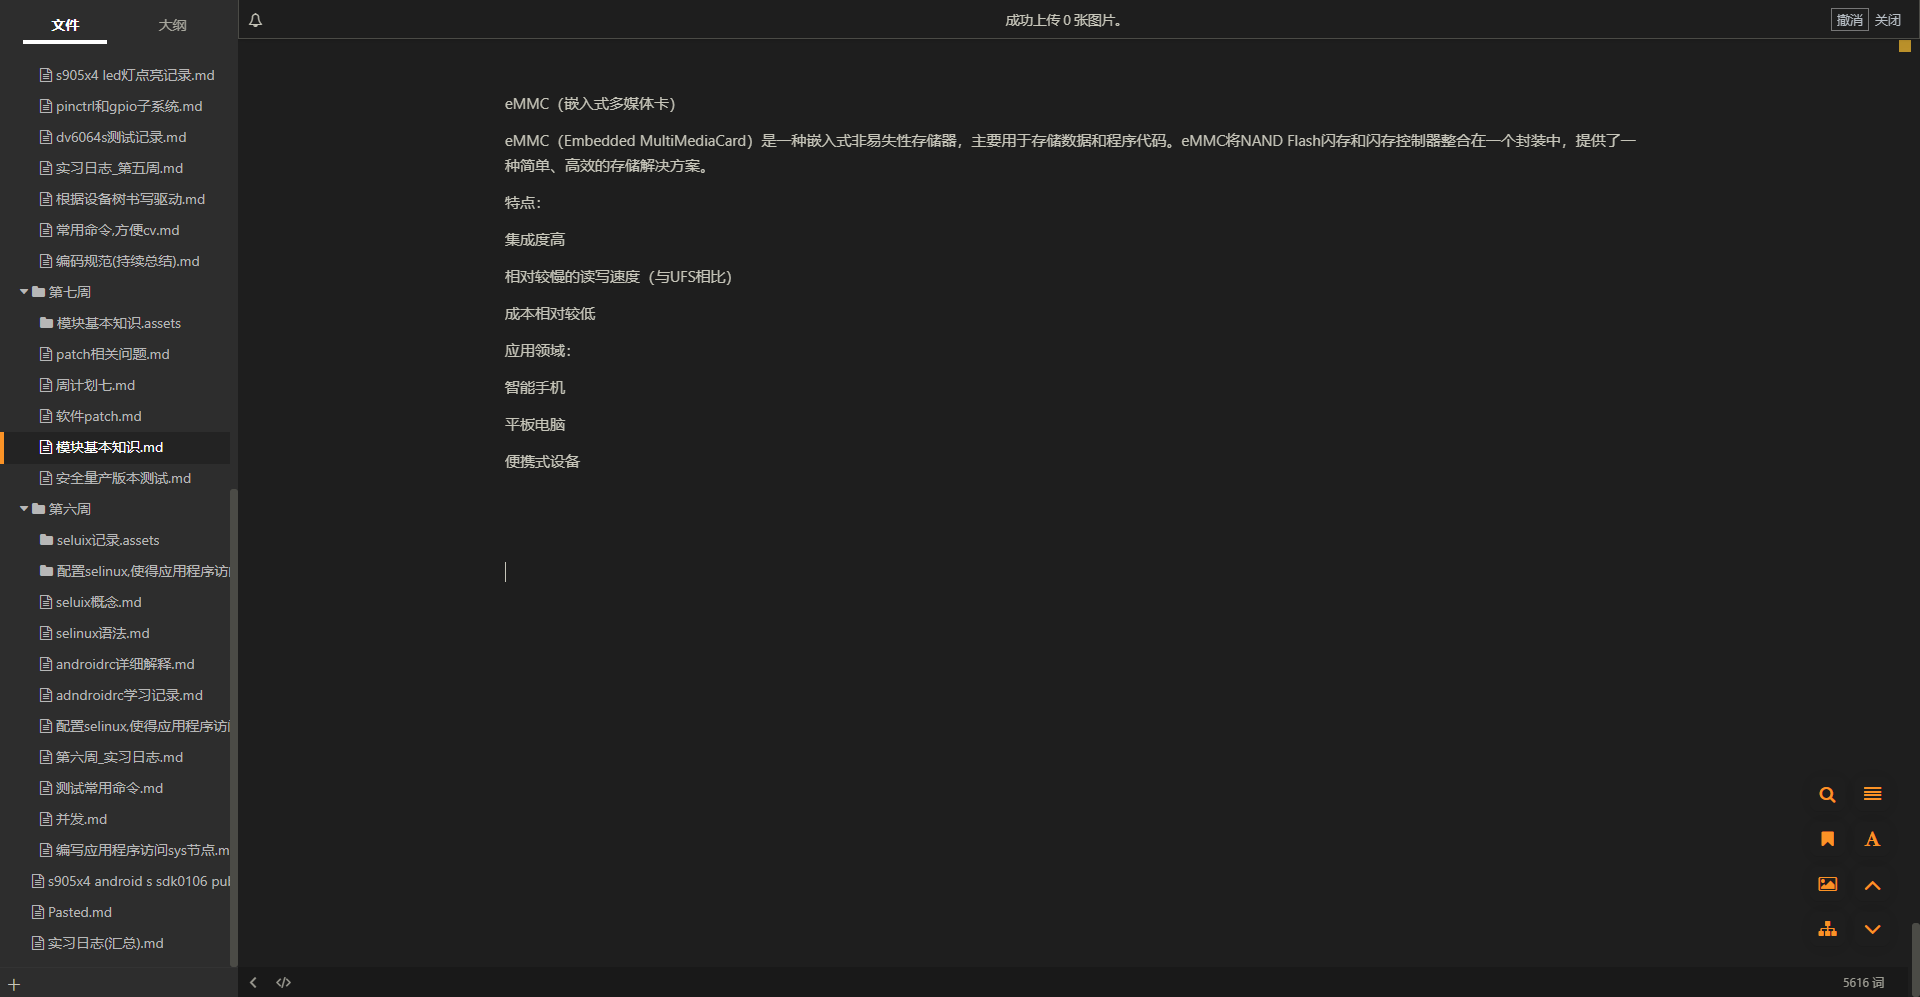 文件
大纲
成功上传 0 张图片。
撤消
关闭
s905x4 led灯点亮记录.md
pinctrl和gpio子系统.md
dv6064s测试记录.md
实习日志_第五周.md
根据设备树书写驱动.md
常用命令,方便cv.md
编码规范(持续总结).md
第七周
模块基本知识.assets
patch相关问题.md
周计划七.md
软件patch.md
模块基本知识.md
安全量产版本测试.md
第六周
seluix记录.assets
配置selinux,使得应用程序访
seluix概念.md
selinux语法.md
androidrc详细解释.md
adndroidrc学习记录.md
配置selinux,使得应用程序访
第六周_实习日志.md
测试常用命令.md
并发.md
编写应用程序访问sys节点.m
s905x4 android s sdk0106 pul
Pasted.md
实习日志(汇总).md
eMMC（嵌入式多媒体卡）
eMMC（Embedded MultiMediaCard）是一种嵌入式非易失性存储器，主要用于存储数据和程序代码。eMMC将NAND Flash闪存和闪存控制器整合在一个封装中，提供了一
种简单、高效的存储解决方案。
特点：
集成度高
相对较慢的读写速度（与UFS相比）
成本相对较低
应用领域：
智能手机
平板电脑
便携式设备
5616 词